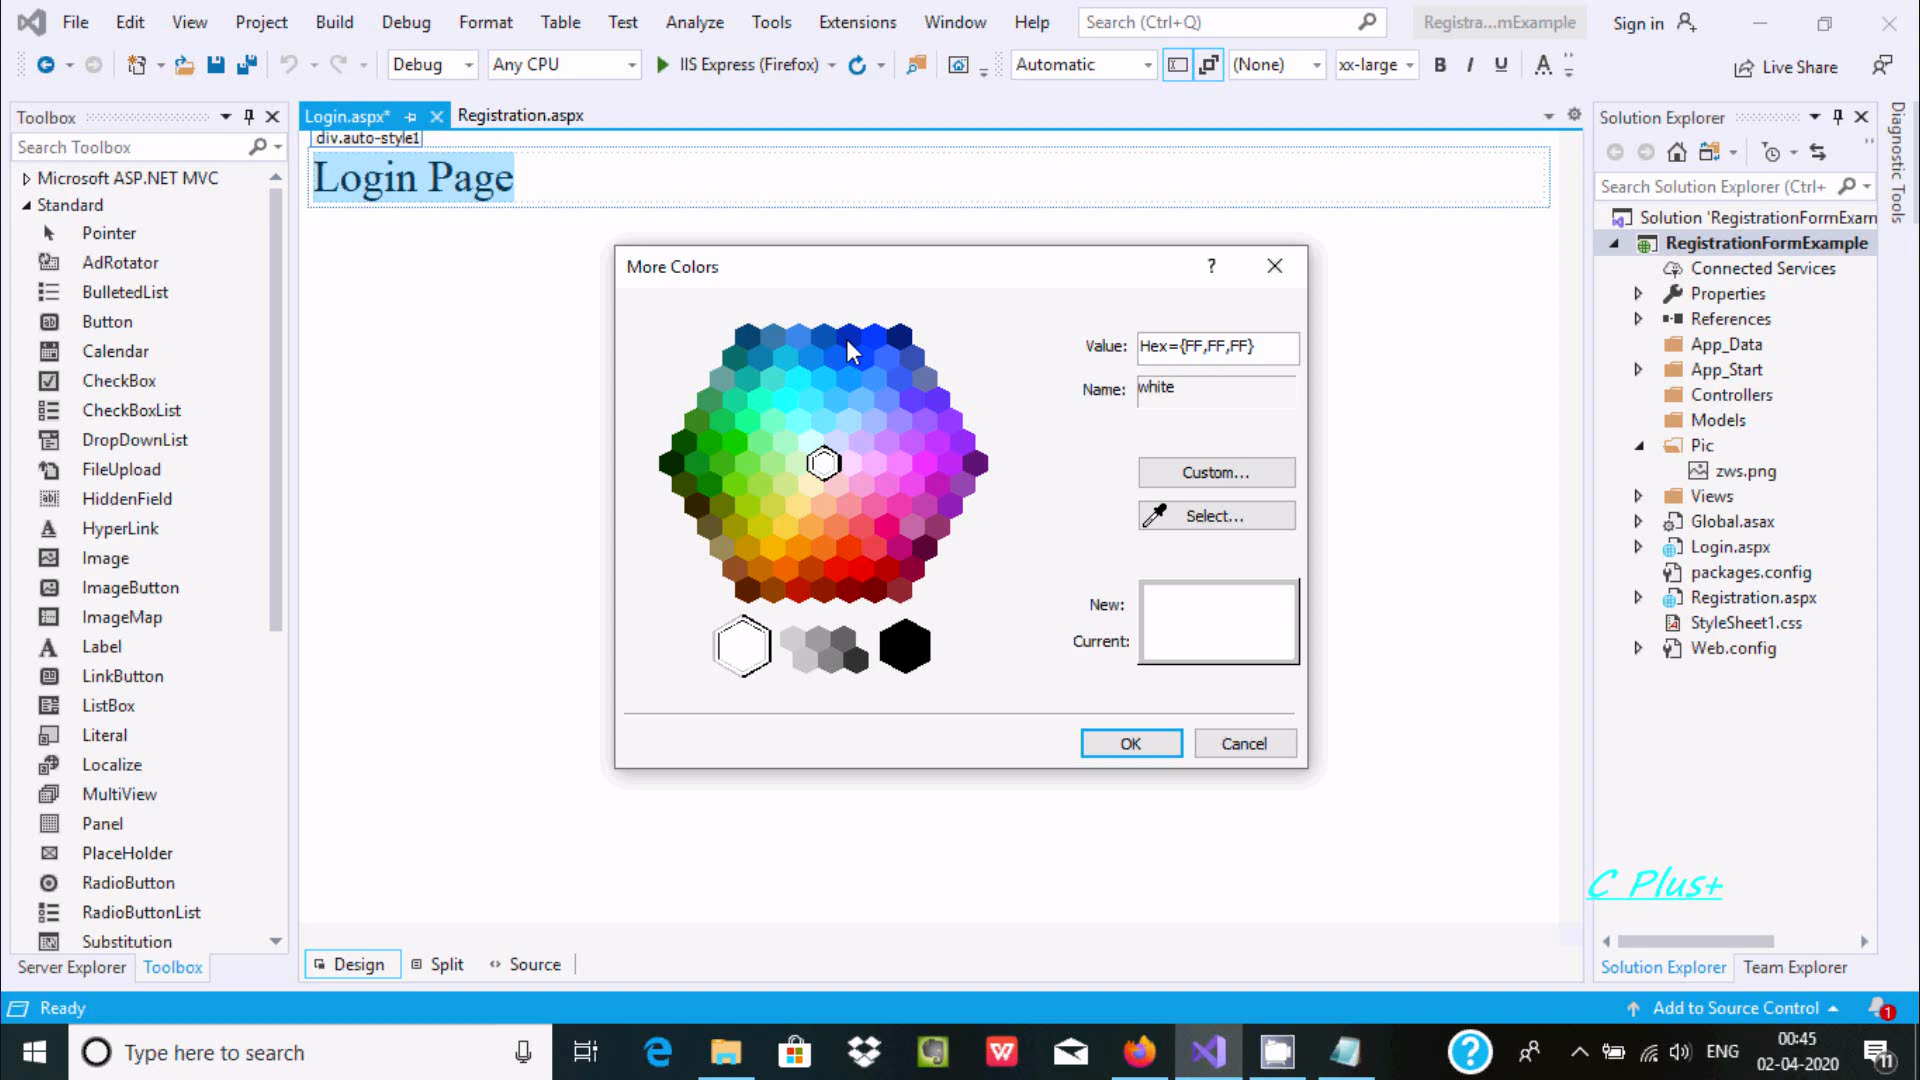 File Edit View Project Build Debug Format Table Test Analyze Tools Extensions Window Help Search (Ctrl+Q) Registra...mExample Sign in
Debug Any CPU IIS Express (Firefox) Automatic (None) xx-large B I U A Live Share
Toolbox
Search Toolbox
Microsoft ASP.NET MVC
Standard
Pointer
AdRotator
BulletedList
Button
Calendar
CheckBox
CheckBoxList
DropDownList
FileUpload
HiddenField
HyperLink
Image
ImageButton
ImageMap
Label
LinkButton
ListBox
Literal
Localize
MultiView
Panel
PlaceHolder
RadioButton
RadioButtonList
Substitution
Server Explorer Toolbox
Login.aspx* Registration.aspx
div.auto-style1
Login Page
More Colors ?
Value: Hex={FF,FF,FF}
Name: white
Custom...
Select...
New:
Current:
OK Cancel
Design Split Source
Solution Explorer
Search Solution Explorer (Ctrl+
Solution 'RegistrationFormExam
RegistrationFormExample
Connected Services
Properties
References
App_Data
App_Start
Controllers
Models
Pic
zws.png
Views
Global.asax
Login.aspx
packages.config
Registration.aspx
StyleSheet1.css
Web.config
C Plus+
Solution Explorer Team Explorer
Diagnostic Tools
Ready Add to Source Control 1
Type here to search ENG 00:45
02-04-2020 11